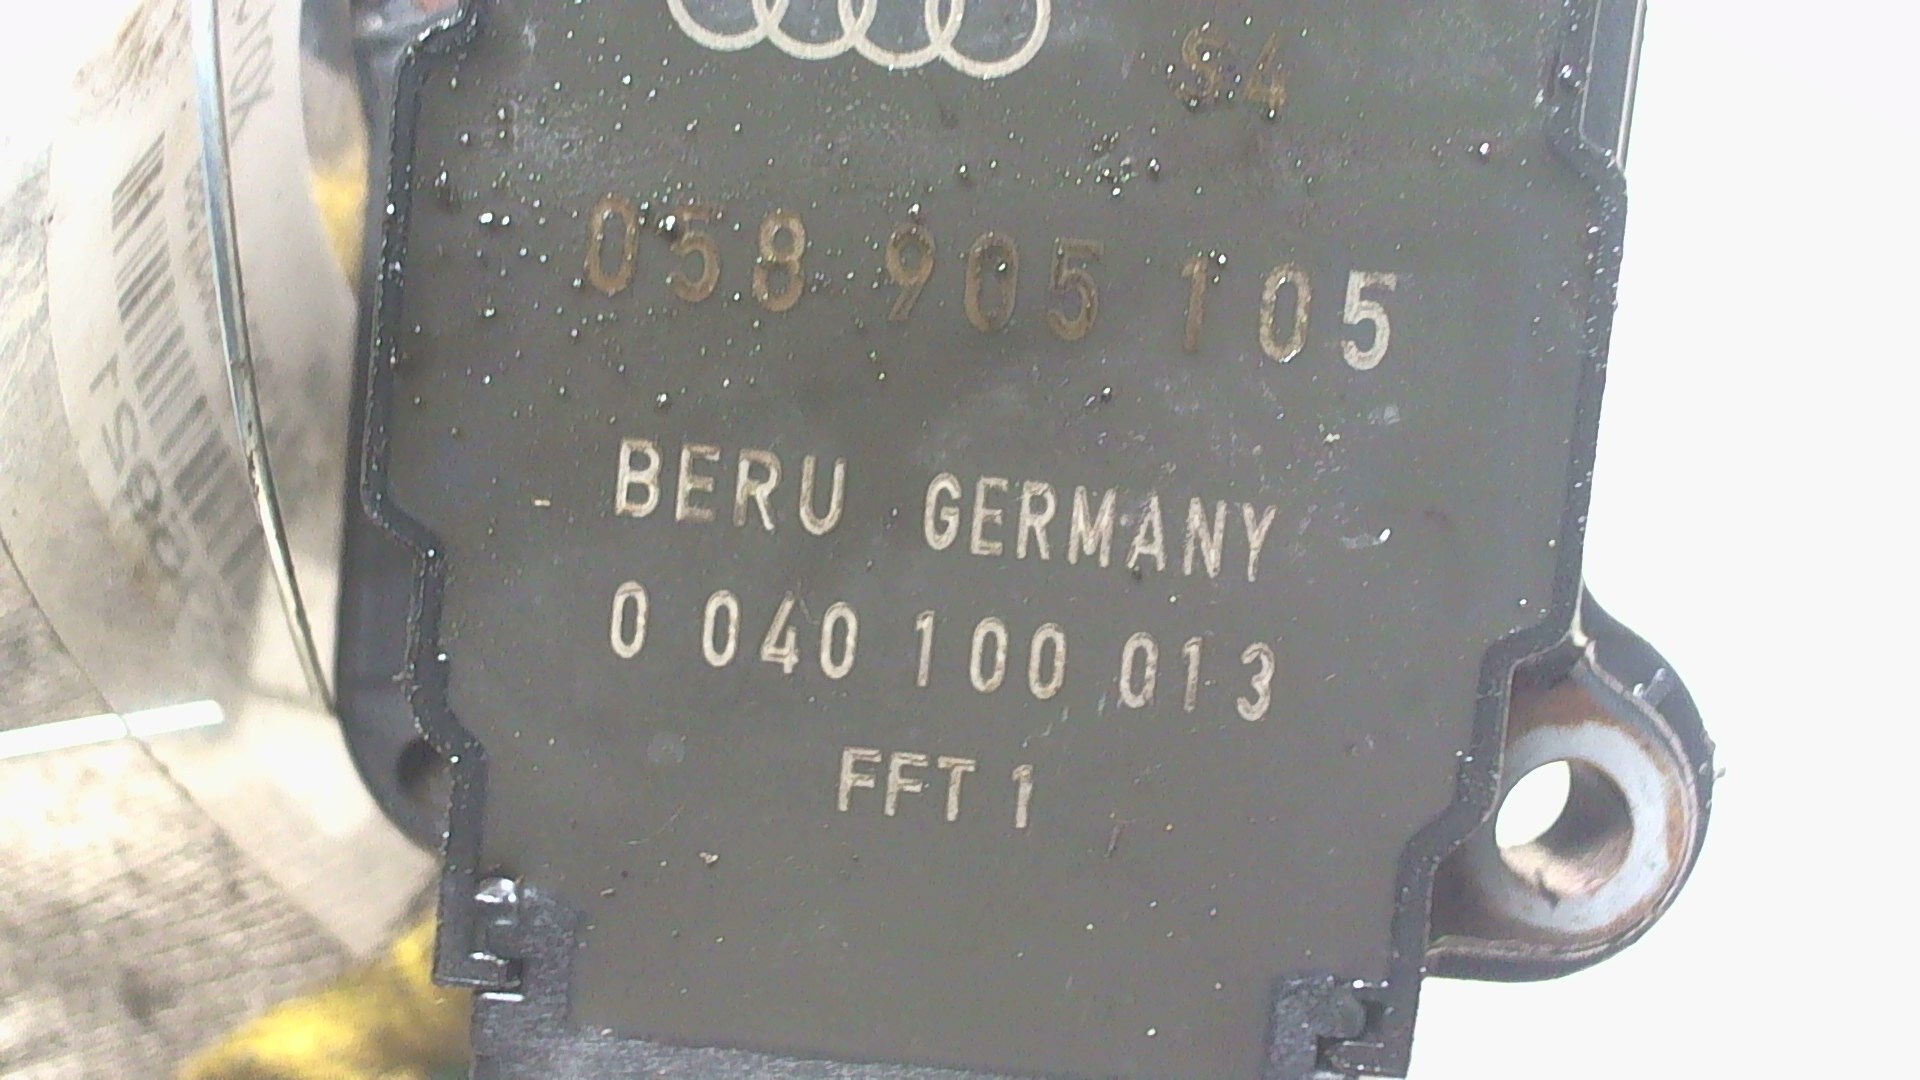 S4
058 905 105
BERU GERMANY
0 040 100 013
FFT 1